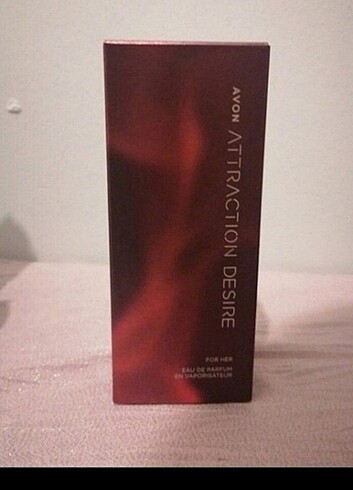 AVON ATTRACTION DESIRE
FOR HER
EAU DE PARFUM
EN VAPORISATEUR